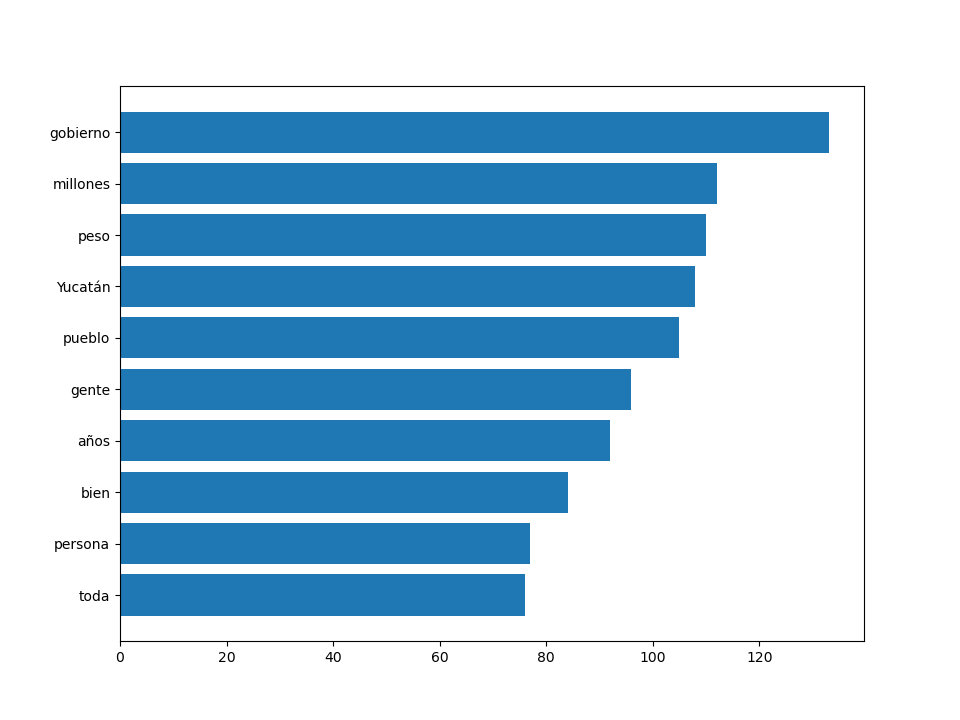 gobierno
millones
peso
Yucatán
pueblo
gente
años
bien
persona
toda
0 20 40 60 80 100 120